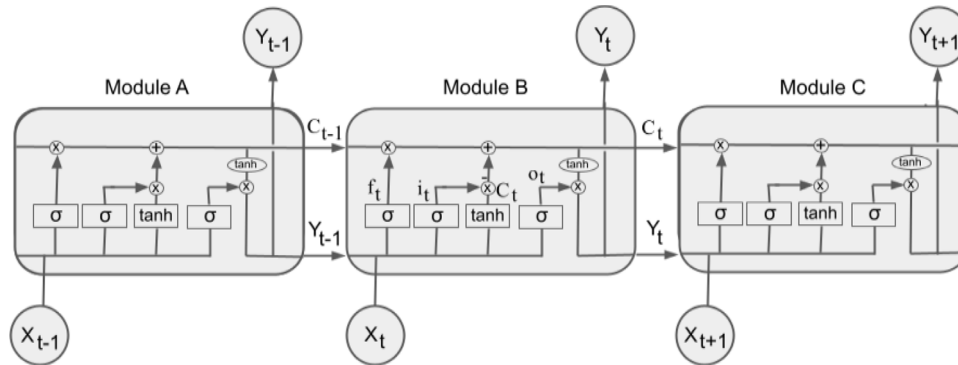 Y t-1
Y t
Y t+1
Module A
Module B
Module C
C t-1
C t
x + tanh x x
x + tanh x x
x + tanh x x
f t i t C̄ t o t
σ σ tanh σ
σ σ tanh σ
σ σ tanh σ
Y t-1
Y t
X t-1
X t
X t+1